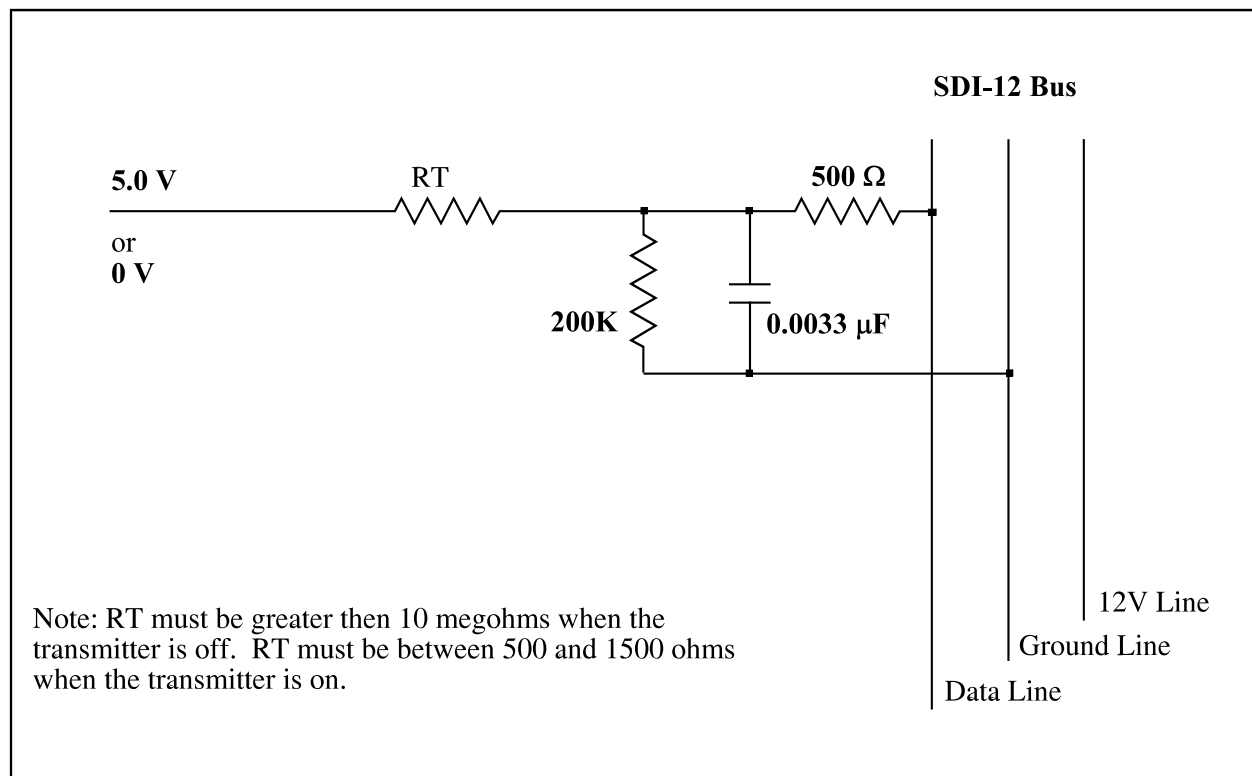 SDI-12 Bus
5.0 V
RT
500 Ω
or
0 V
200K
0.0033 μF
12V Line
Ground Line
Data Line
Note: RT must be greater then 10 megohms when the
transmitter is off. RT must be between 500 and 1500 ohms
when the transmitter is on.